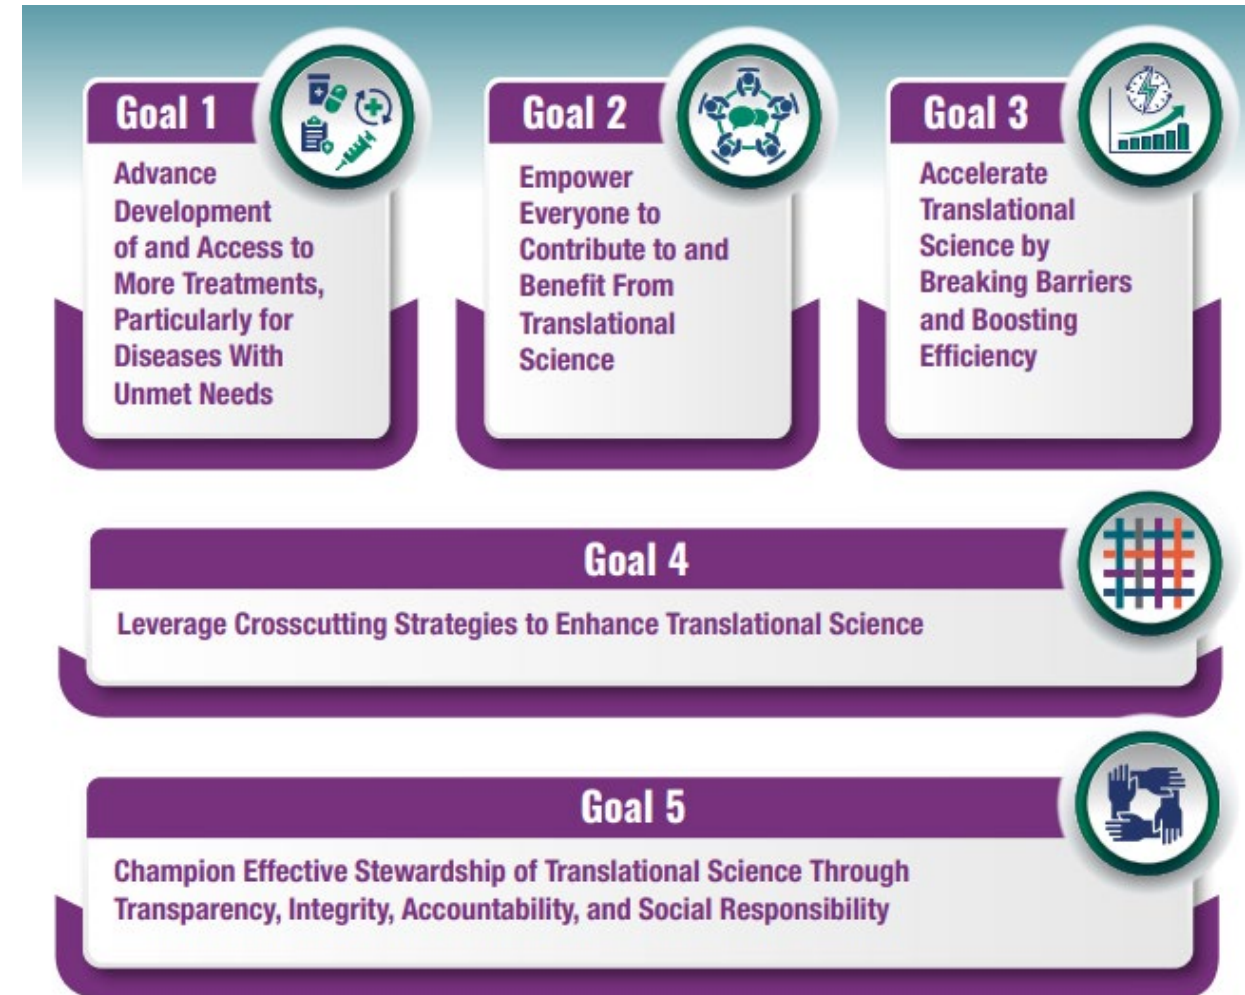 Goal 1
Advance
Development
of and Access to
More Treatments,
Particularly for
Diseases With
Unmet Needs
Goal 2
Empower
Everyone to
Contribute to and
Benefit From
Translational
Science
Goal 3
Accelerate
Translational
Science by
Breaking Barriers
and Boosting
Efficiency
Goal 4
Leverage Crosscutting Strategies to Enhance Translational Science
Goal 5
Champion Effective Stewardship of Translational Science Through
Transparency, Integrity, Accountability, and Social Responsibility